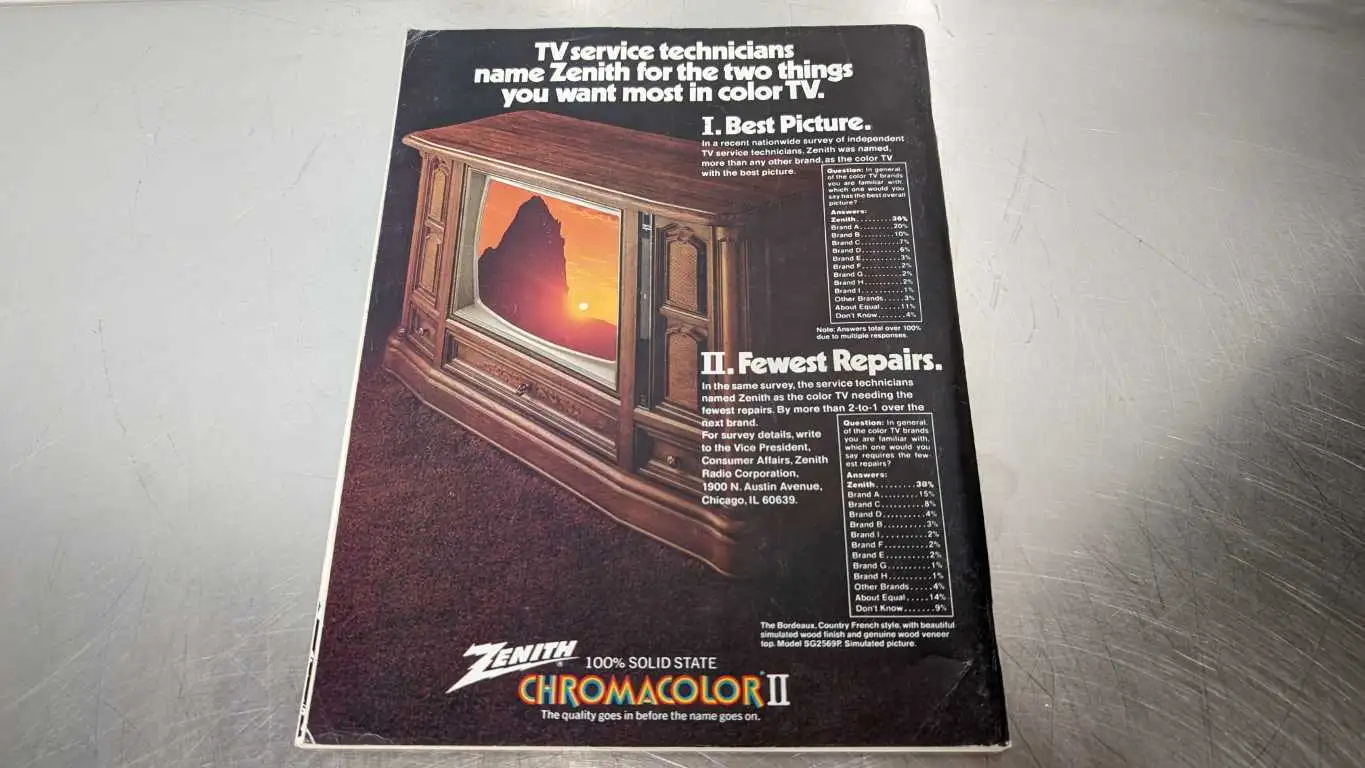 TV service technicians
name Zenith for the two things
you want most in color TV.
I. Best Picture.
In a recent nationwide survey of independent
TV service technicians, Zenith was named,
more than any other brand, as the color TV
with the best picture.
Question: In general,
of the color TV brands
you are familiar with,
which one would you
say has the best overall
picture?
Answers:
Zenith.........36%
Brand A........20%
Brand B........10%
Brand C.........7%
Brand D.........6%
Brand E.........3%
Brand F.........2%
Brand G.........2%
Brand H.........2%
Brand I..........1%
Other Brands....3%
About Equal....11%
Don't Know......4%
Note: Answers total over 100%
due to multiple responses.
II. Fewest Repairs.
In the same survey, the service technicians
named Zenith as the color TV needing the
fewest repairs. By more than 2-to-1 over the
next brand.
For survey details, write
to the Vice President,
Consumer Affairs, Zenith
Radio Corporation,
1900 N. Austin Avenue,
Chicago, IL 60639.
Question: In general,
of the color TV brands
you are familiar with,
which one would you
say requires the few-
est repairs?
Answers:
Zenith.........38%
Brand A........15%
Brand C.........8%
Brand D.........4%
Brand B.........3%
Brand I..........2%
Brand F.........2%
Brand E.........2%
Brand G.........1%
Brand H.........1%
Other Brands....4%
About Equal....14%
Don't Know......9%
The Bordeaux, Country French style, with beautiful
simulated wood finish and genuine wood veneer
top. Model SG2569P. Simulated picture.
ZENITH® 100% SOLID STATE
CHROMACOLOR® II
The quality goes in before the name goes on.